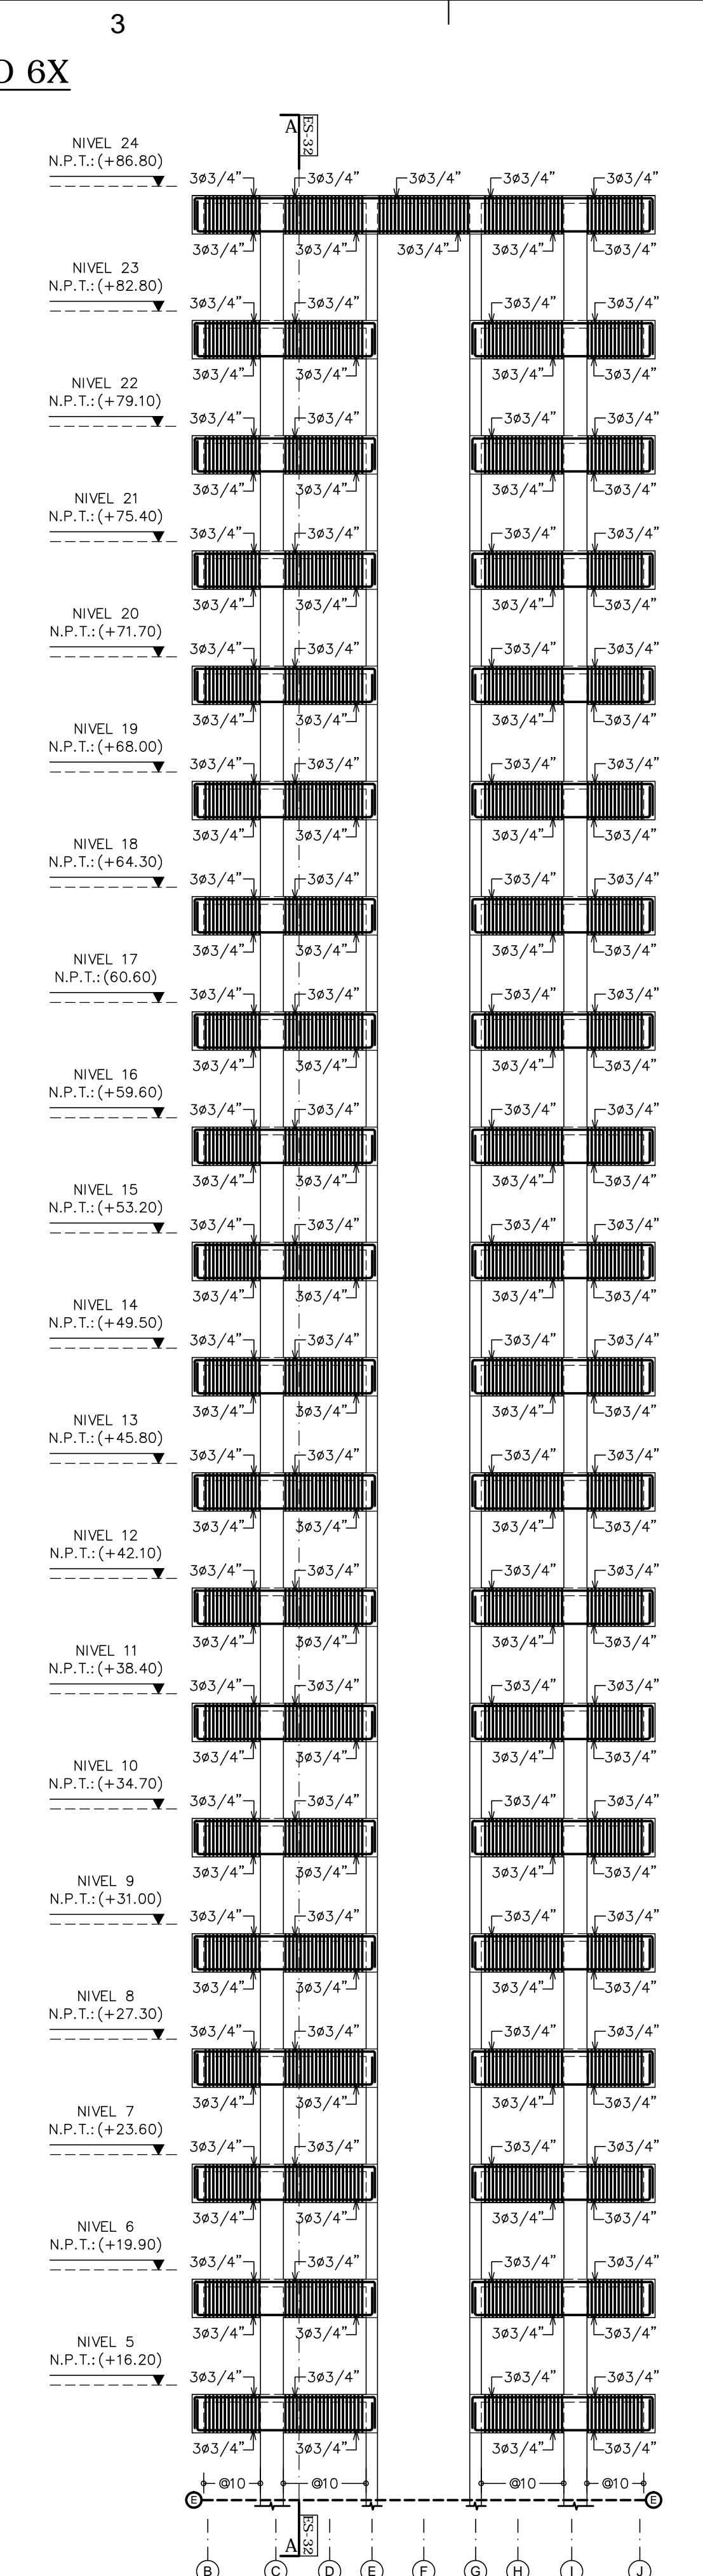 3
O 6X
A ES-32
NIVEL 24
N.P.T.:(+86.80)
3ø3/4" 3ø3/4" 3ø3/4" 3ø3/4" 3ø3/4"
3ø3/4" 3ø3/4" 3ø3/4" 3ø3/4" 3ø3/4"
NIVEL 23
N.P.T.:(+82.80)
3ø3/4" 3ø3/4" 3ø3/4" 3ø3/4"
3ø3/4" 3ø3/4" 3ø3/4" 3ø3/4"
NIVEL 22
N.P.T.:(+79.10)
3ø3/4" 3ø3/4" 3ø3/4" 3ø3/4"
3ø3/4" 3ø3/4" 3ø3/4" 3ø3/4"
NIVEL 21
N.P.T.:(+75.40)
3ø3/4" 3ø3/4" 3ø3/4" 3ø3/4"
3ø3/4" 3ø3/4" 3ø3/4" 3ø3/4"
NIVEL 20
N.P.T.:(+71.70)
3ø3/4" 3ø3/4" 3ø3/4" 3ø3/4"
3ø3/4" 3ø3/4" 3ø3/4" 3ø3/4"
NIVEL 19
N.P.T.:(+68.00)
3ø3/4" 3ø3/4" 3ø3/4" 3ø3/4"
3ø3/4" 3ø3/4" 3ø3/4" 3ø3/4"
NIVEL 18
N.P.T.:(+64.30)
3ø3/4" 3ø3/4" 3ø3/4" 3ø3/4"
3ø3/4" 3ø3/4" 3ø3/4" 3ø3/4"
NIVEL 17
N.P.T.:(60.60)
3ø3/4" 3ø3/4" 3ø3/4" 3ø3/4"
3ø3/4" 3ø3/4" 3ø3/4" 3ø3/4"
NIVEL 16
N.P.T.:(+59.60)
3ø3/4" 3ø3/4" 3ø3/4" 3ø3/4"
3ø3/4" 3ø3/4" 3ø3/4" 3ø3/4"
NIVEL 15
N.P.T.:(+53.20)
3ø3/4" 3ø3/4" 3ø3/4" 3ø3/4"
3ø3/4" 3ø3/4" 3ø3/4" 3ø3/4"
NIVEL 14
N.P.T.:(+49.50)
3ø3/4" 3ø3/4" 3ø3/4" 3ø3/4"
3ø3/4" 3ø3/4" 3ø3/4" 3ø3/4"
NIVEL 13
N.P.T.:(+45.80)
3ø3/4" 3ø3/4" 3ø3/4" 3ø3/4"
3ø3/4" 3ø3/4" 3ø3/4" 3ø3/4"
NIVEL 12
N.P.T.:(+42.10)
3ø3/4" 3ø3/4" 3ø3/4" 3ø3/4"
3ø3/4" 3ø3/4" 3ø3/4" 3ø3/4"
NIVEL 11
N.P.T.:(+38.40)
3ø3/4" 3ø3/4" 3ø3/4" 3ø3/4"
3ø3/4" 3ø3/4" 3ø3/4" 3ø3/4"
NIVEL 10
N.P.T.:(+34.70)
3ø3/4" 3ø3/4" 3ø3/4" 3ø3/4"
3ø3/4" 3ø3/4" 3ø3/4" 3ø3/4"
NIVEL 9
N.P.T.:(+31.00)
3ø3/4" 3ø3/4" 3ø3/4" 3ø3/4"
3ø3/4" 3ø3/4" 3ø3/4" 3ø3/4"
NIVEL 8
N.P.T.:(+27.30)
3ø3/4" 3ø3/4" 3ø3/4" 3ø3/4"
3ø3/4" 3ø3/4" 3ø3/4" 3ø3/4"
NIVEL 7
N.P.T.:(+23.60)
3ø3/4" 3ø3/4" 3ø3/4" 3ø3/4"
3ø3/4" 3ø3/4" 3ø3/4" 3ø3/4"
NIVEL 6
N.P.T.:(+19.90)
3ø3/4" 3ø3/4" 3ø3/4" 3ø3/4"
3ø3/4" 3ø3/4" 3ø3/4" 3ø3/4"
NIVEL 5
N.P.T.:(+16.20)
3ø3/4" 3ø3/4" 3ø3/4" 3ø3/4"
3ø3/4" 3ø3/4" 3ø3/4" 3ø3/4"
@10 @10 @10 @10
E E
A ES-32
B C D E F G H I J